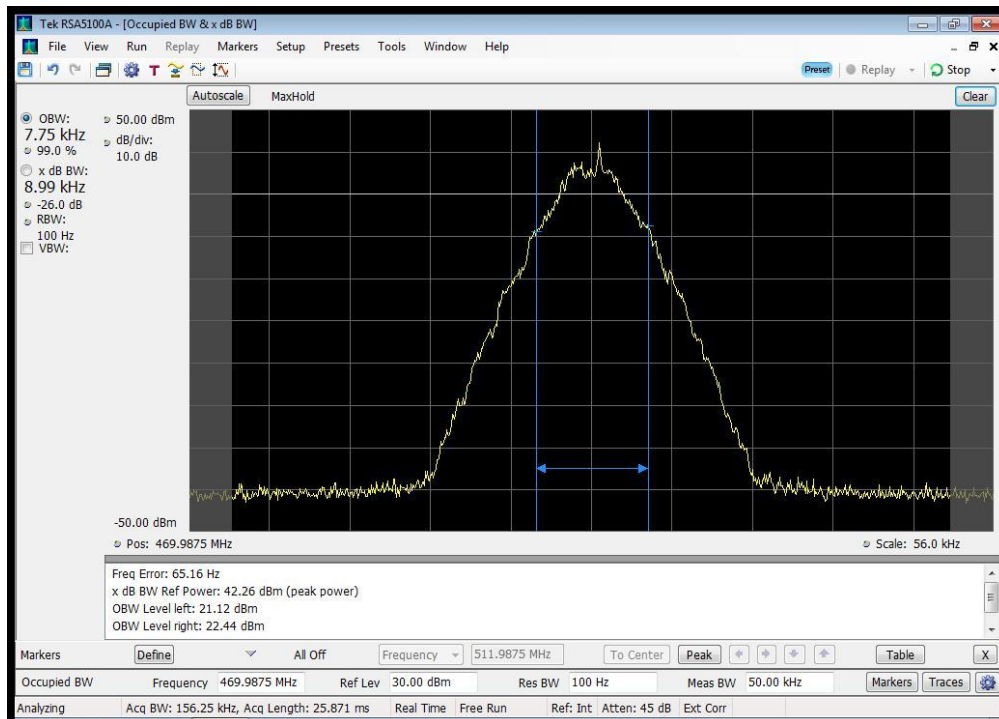 Tek RSA5100A - [Occupied BW & x dB BW]
File View Run Replay Markers Setup Presets Tools Window Help
T Preset Replay Stop
Autoscale MaxHold Clear
OBW:
7.75 kHz
99.0 %
x dB BW:
8.99 kHz
-26.0 dB
RBW:
100 Hz
VBW:
50.00 dBm
dB/div:
10.0 dB
-50.00 dBm
Pos: 469.9875 MHz Scale: 56.0 kHz
Freq Error: 65.16 Hz
x dB BW Ref Power: 42.26 dBm (peak power)
OBW Level left: 21.12 dBm
OBW Level right: 22.44 dBm
Markers Define All Off Frequency 511.9875 MHz To Center Peak Table X
Occupied BW Frequency 469.9875 MHz Ref Lev 30.00 dBm Res BW 100 Hz Meas BW 50.00 kHz Markers Traces
Analyzing Acq BW: 156.25 kHz, Acq Length: 25.871 ms Real Time Free Run Ref: Int Atten: 45 dB Ext Corr